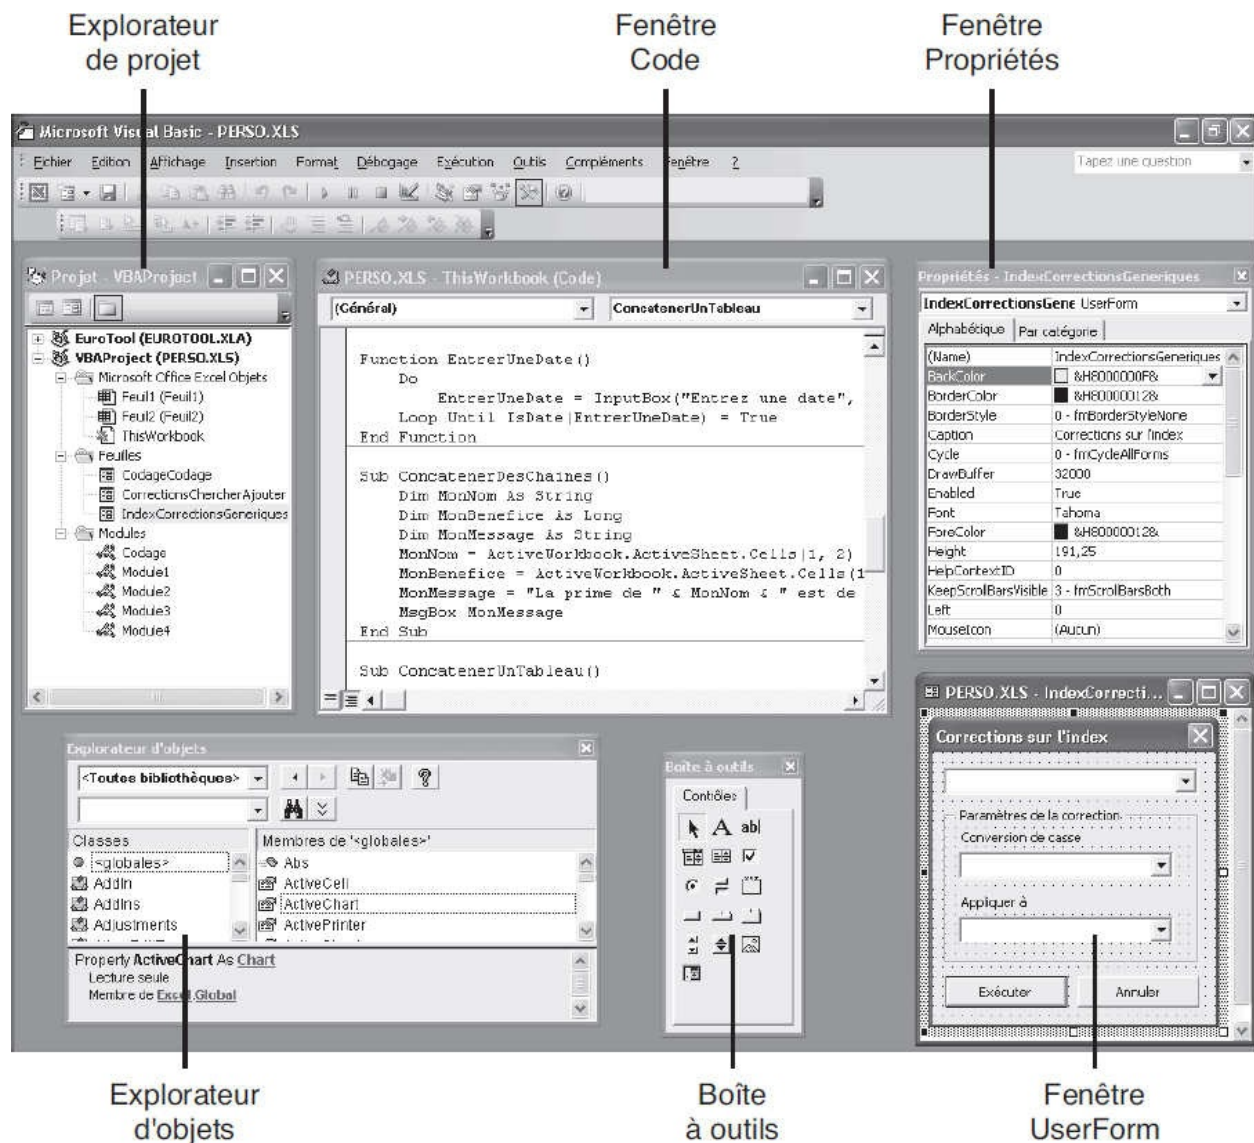 Explorateur
de projet
Fenêtre
Code
Fenêtre
Propriétés
Microsoft Visual Basic - PERSO.XLS
Fichier Edition Affichage Insertion Format Débogage Exécution Outils Compléments Fenêtre ?
Tapez une question
Projet - VBAProject
EuroTool (EUROTOOL.XLA)
VBAProject (PERSO.XLS)
Microsoft Office Excel Objets
Feuil1 (Feuil1)
Feuil2 (Feuil2)
ThisWorkbook
Feuilles
CodageCodage
CorrectionsChercherAjouter
IndexCorrectionsGeneriques
Modules
Codage
Module1
Module2
Module3
Module4
PERSO.XLS - ThisWorkbook (Code)
(Général) ConcatenerUnTableau
Function EntrerUneDate()
Do
EntrerUneDate = InputBox("Entrez une date",
Loop Until IsDate(EntrerUneDate) = True
End Function
Sub ConcatenerDesChaines()
Dim MonNom As String
Dim MonBenefice As Long
Dim MonMessage As String
MonNom = ActiveWorkbook.ActiveSheet.Cells(1, 2)
MonBenefice = ActiveWorkbook.ActiveSheet.Cells(1
MonMessage = "La prime de " & MonNom & " est de
MsgBox MonMessage
End Sub
Sub ConcatenerUnTableau()
Propriétés - IndexCorrectionsGeneriques
IndexCorrectionsGene UserForm
Alphabétique Par catégorie
(Name) IndexCorrectionsGeneriques
BackColor &H8000000F&
BorderColor &H80000012&
BorderStyle 0 - fmBorderStyleNone
Caption Corrections sur l'index
Cycle 0 - fmCycleAllForms
DrawBuffer 32000
Enabled True
Font Tahoma
ForeColor &H80000012&
Height 191,25
HelpContextID 0
KeepScrollBarsVisible 3 - fmScrollBarsBoth
Left 0
MouseIcon (Aucun)
Explorateur d'objets
<Toutes bibliothèques>
Classes
<globales>
AddIn
AddIns
Adjustments
Membres de '<globales>'
Abs
ActiveCell
ActiveChart
ActivePrinter
Property ActiveChart As Chart
Lecture seule
Membre de Excel.Global
Boîte à outils
Contrôles
A ab|
PERSO.XLS - IndexCorrecti...
Corrections sur l'index
Paramètres de la correction
Conversion de casse
Appliquer à
Exécuter Annuler
Explorateur
d'objets
Boîte
à outils
Fenêtre
UserForm